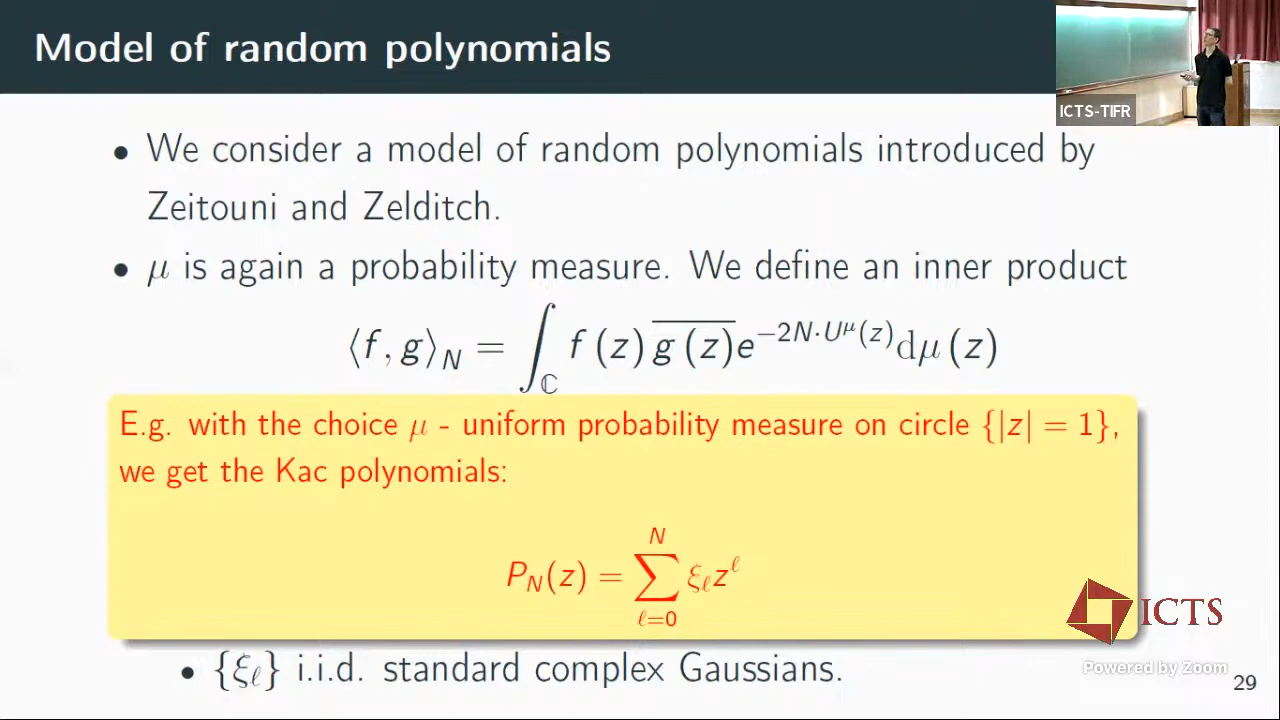 Model of random polynomials
ICTS-TIFR
• We consider a model of random polynomials introduced by
Zeitouni and Zelditch.
• μ is again a probability measure. We define an inner product
⟨f, g⟩_N = ∫_ℂ f(z) \overline{g(z)} e^{−2N·U^μ(z)} dμ(z)
E.g. with the choice μ - uniform probability measure on circle {|z| = 1},
we get the Kac polynomials:
P_N(z) = ∑_{ℓ=0}^{N} ξ_ℓ z^ℓ
ICTS
• {ξ_ℓ} i.i.d. standard complex Gaussians.
Powered by Zoom
29